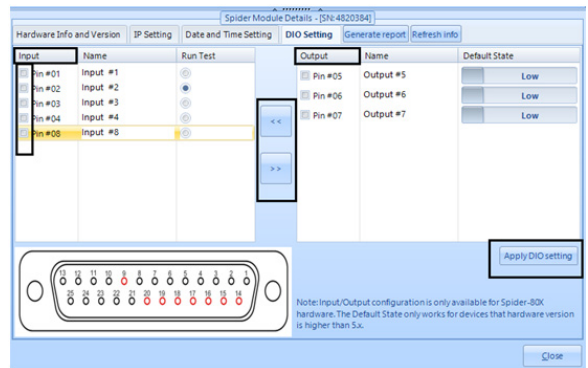 Spider Module Details - [SN: 4820384]
Hardware Info and Version IP Setting Date and Time Setting DIO Setting Generate report Refresh info
Input Name Run Test Output Name Default State
Pin #01 Input #1 Pin #05 Output #5 Low
Pin #02 Input #2 Pin #06 Output #6 Low
Pin #03 Input #3 Pin #07 Output #7 Low
Pin #04 Input #4
Pin #08 Input #8
<<
>>
Apply DIO setting
13 12 11 10 9 8 7 6 5 4 3 2 1
25 24 23 22 21 20 19 18 17 16 15 14
Note: Input/Output configuration is only available for Spider-80X
hardware. The Default State only works for devices that hardware version
is higher than 5.x.
Close